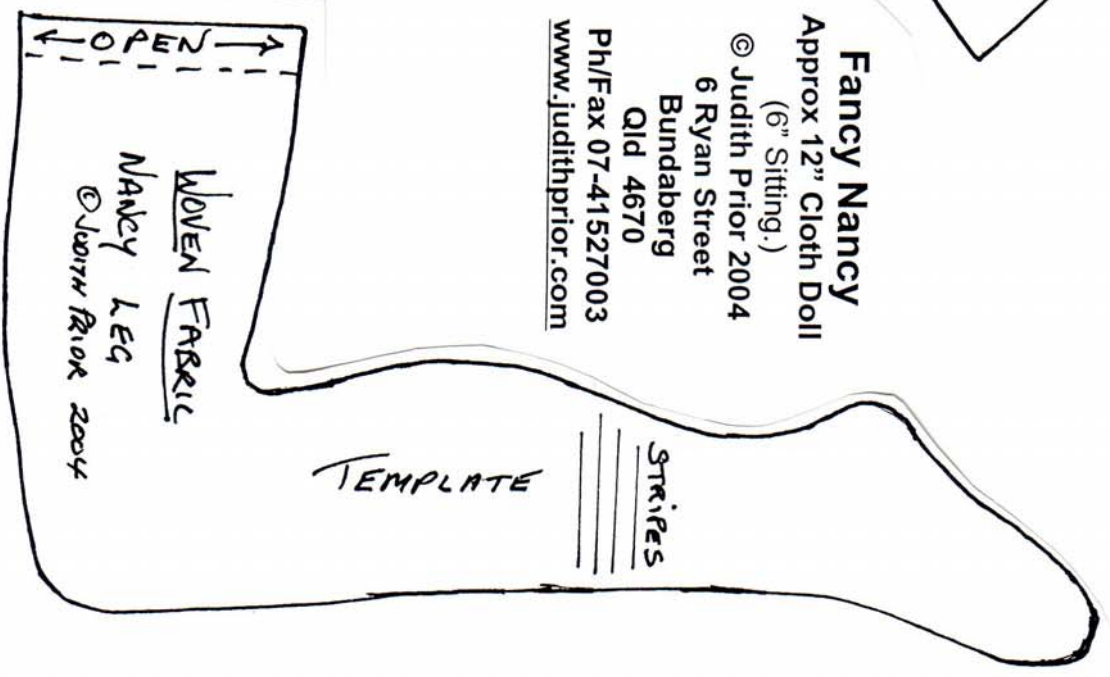 Fancy Nancy
Approx 12” Cloth Doll
(6” Sitting.)
© Judith Prior 2004
6 Ryan Street
Bundaberg
Qld 4670
Ph/Fax 07-41527003
www.judithprior.com
OPEN
WOVEN FABRIC
NANCY LEG
© JUDITH PRIOR 2004
TEMPLATE
STRIPES